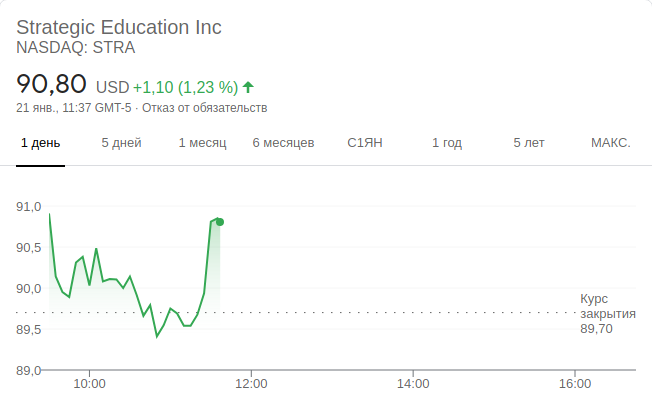 Strategic Education Inc
NASDAQ: STRA
90,80 USD +1,10 (1,23 %)
21 янв., 11:37 GMT-5 · Отказ от обязательств
1 день 5 дней 1 месяц 6 месяцев С1ЯН 1 год 5 лет МАКС.
91,0
90,5
90,0
89,5
89,0
Курс
закрытия
89,70
10:00 12:00 14:00 16:00